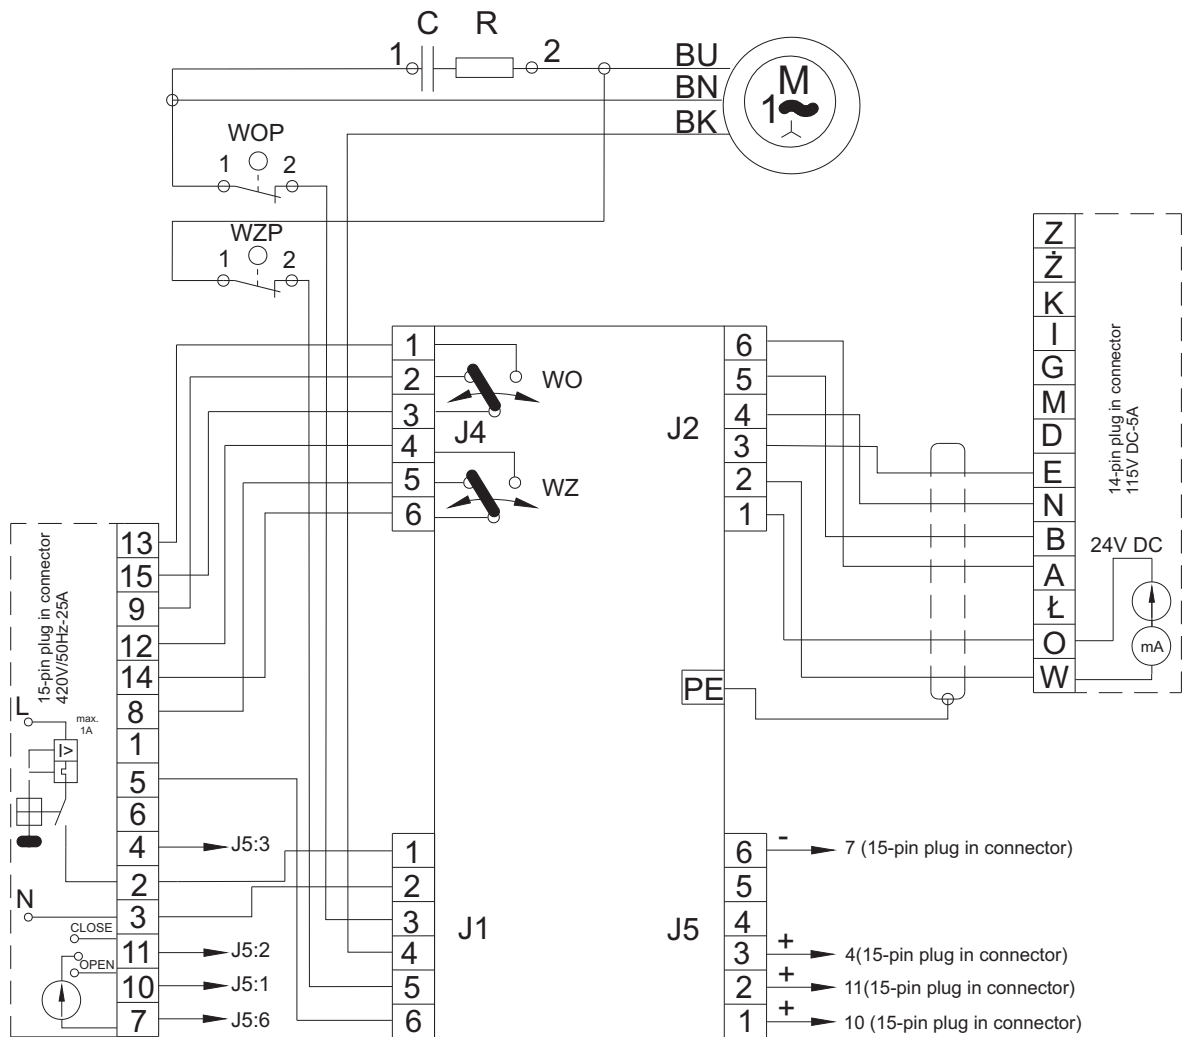 C R
1 2
BU
BN
BK
M
1
WOP
1 2
WZP
1 2
1
2
3
4
5
6
WO
J4
WZ
J2
6
5
4
3
2
1
Z
Ż
K
I
G
M
D
E
N
B
A
Ł
O
W
14-pin plug in connector
115V DC-5A
24V DC
mA
15-pin plug in connector
420V/50Hz-25A
13
15
9
12
14
8
1
5
6
4
2
3
11
10
7
L
max.
1A
I>
N
CLOSE
OPEN
J5:3
J5:2
J5:1
J5:6
PE
1
2
3
4
5
6
J1
J5
6
5
4
3
2
1
- 7 (15-pin plug in connector)
+ 4(15-pin plug in connector)
+ 11(15-pin plug in connector)
+ 10 (15-pin plug in connector)